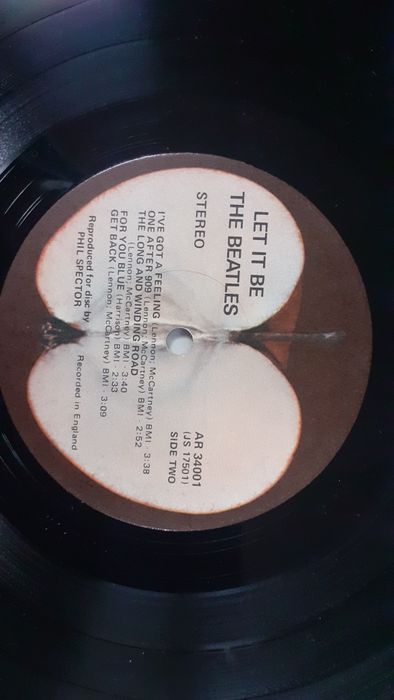 LET IT BE
THE BEATLES
STEREO
AR 34001
(JS 17501)
SIDE TWO
I'VE GOT A FEELING (Lennon; McCartney) BMI · 3:38
ONE AFTER 909 (Lennon; McCartney) BMI · 2:52
THE LONG AND WINDING ROAD
(Lennon, McCartney) BMI · 3:40
FOR YOU BLUE (Harrison) BMI · 2:33
GET BACK (Lennon; McCartney) BMI · 3:09
Reproduced for disc by
PHIL SPECTOR
Recorded in England